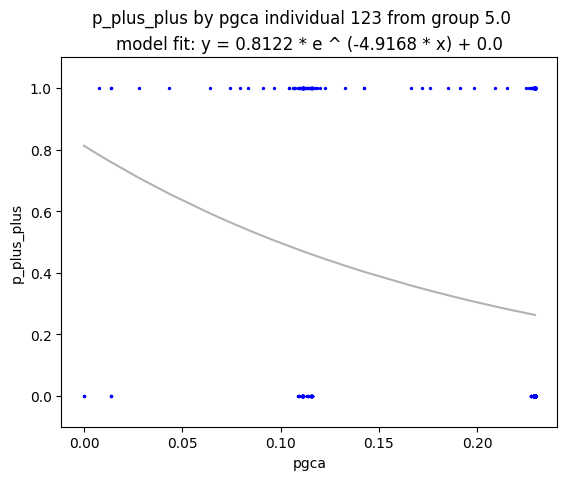 p_plus_plus by pgca individual 123 from group 5.0
model fit: y = 0.8122 * e ^ (-4.9168 * x) + 0.0
1.0
0.8
0.6
0.4
0.2
0.0
p_plus_plus
0.00 0.05 0.10 0.15 0.20
pgca